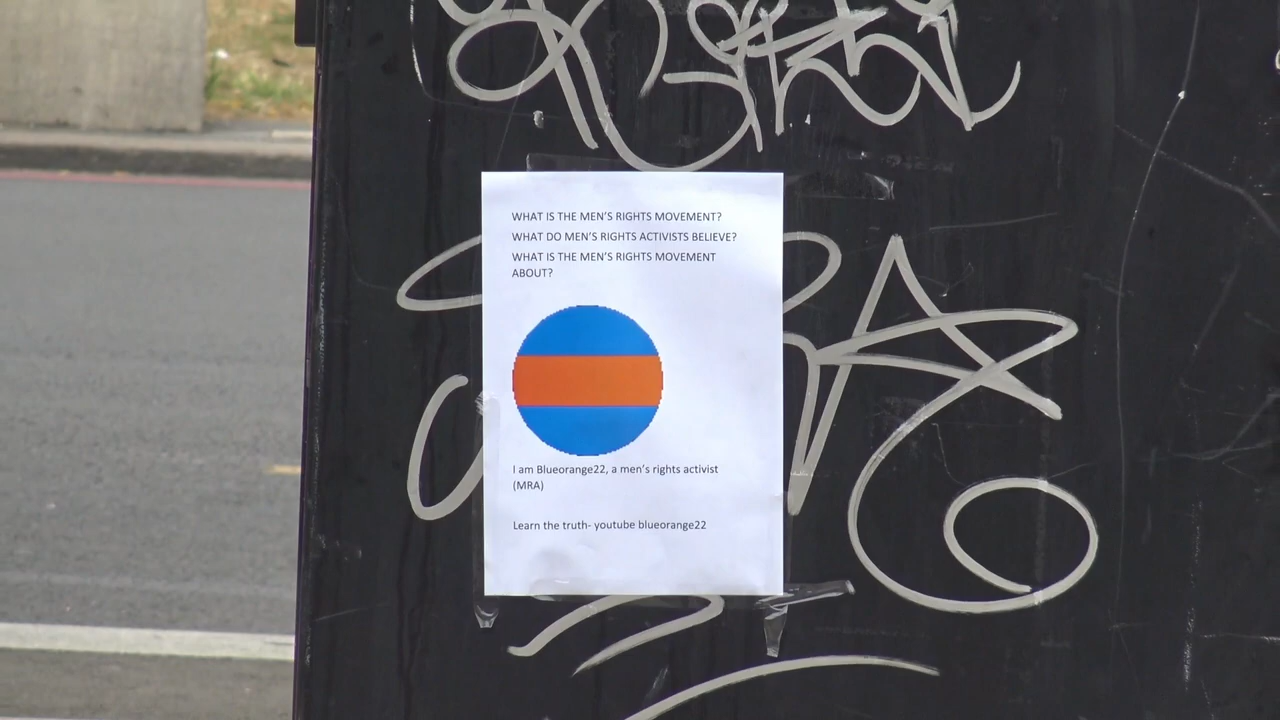 WHAT IS THE MEN'S RIGHTS MOVEMENT?
WHAT DO MEN'S RIGHTS ACTIVISTS BELIEVE?
WHAT IS THE MEN'S RIGHTS MOVEMENT
ABOUT?
I am Blueorange22, a men's rights activist
(MRA)
Learn the truth- youtube blueorange22